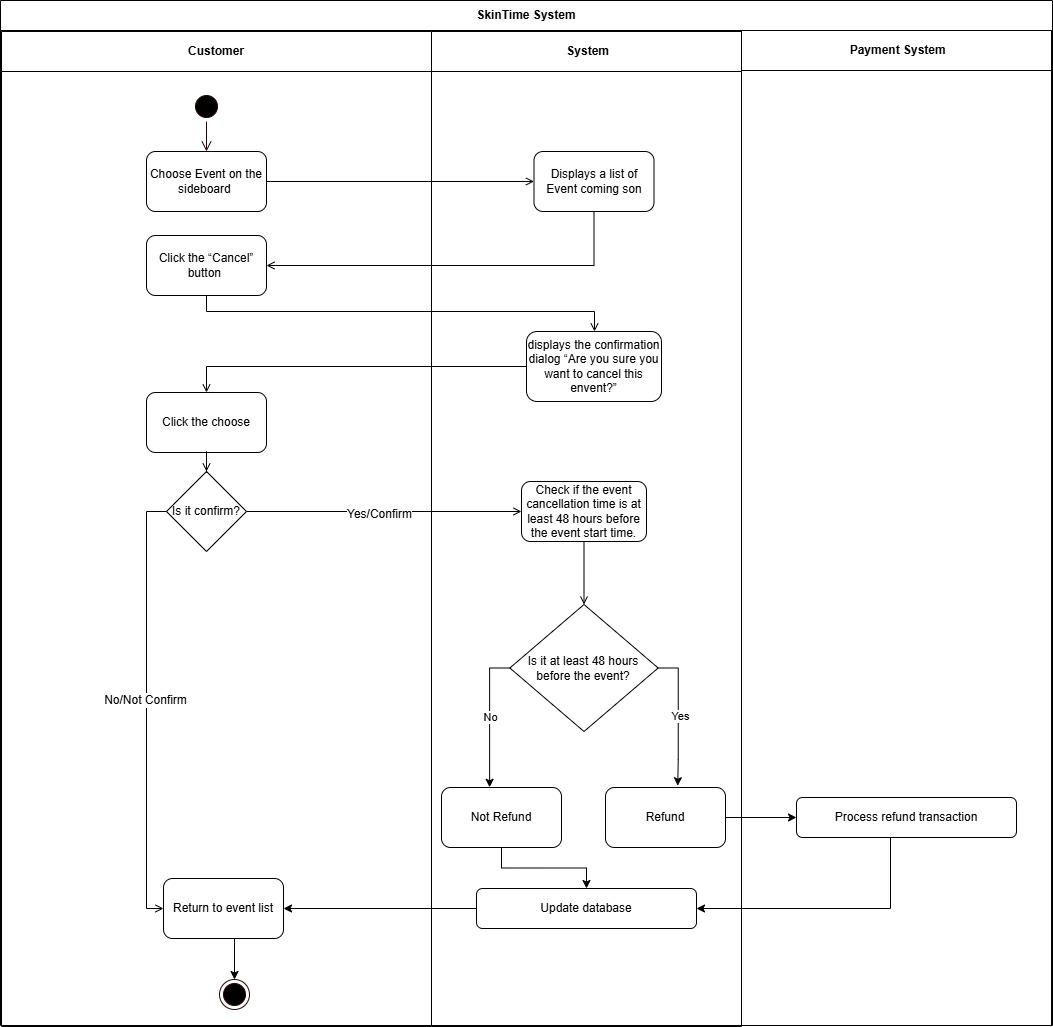 SkinTime System
Customer
System
Payment System
Choose Event on the
sideboard
Displays a list of
Event coming son
Click the “Cancel”
button
displays the confirmation
dialog “Are you sure you
want to cancel this
envent?”
Click the choose
Is it confirm?
Yes/Confirm
Check if the event
cancellation time is at
least 48 hours before
the event start time.
Is it at least 48 hours
before the event?
No/Not Confirm
No
Yes
Not Refund
Refund
Process refund transaction
Return to event list
Update database